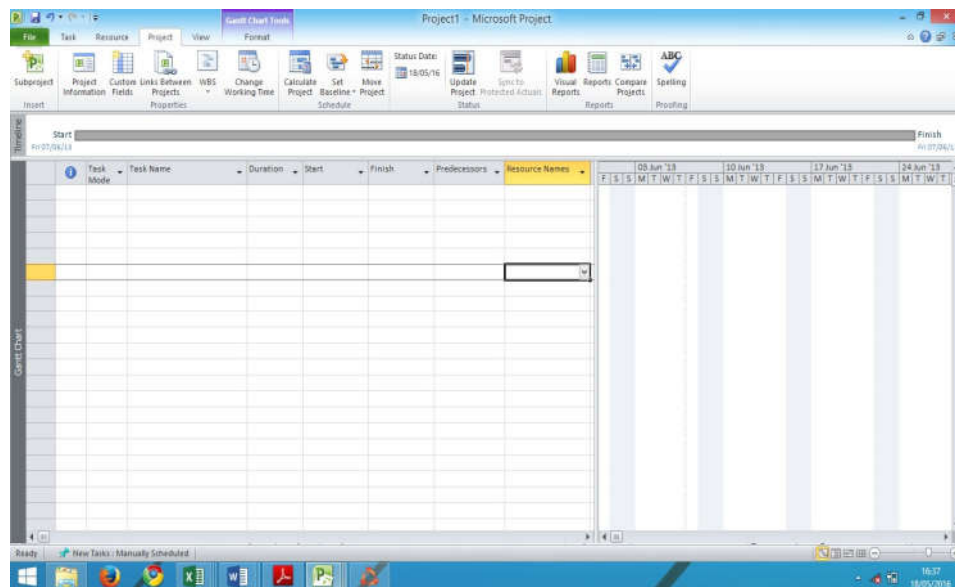 Gantt Chart Tools
Project1 - Microsoft Project
File Task Resource Project View Format
Subproject
Project Information
Custom Fields
Links Between Projects
WBS
Change Working Time
Calculate Project
Set Baseline
Move Project
Status Date:
18/05/16
Update Project
Sync to Protected Actuals
Visual Reports
Reports
Compare Projects
ABC
Spelling
Insert Properties Schedule Status Reports Proofing
Timeline
Start
Finish
Task Mode
Task Name
Duration
Start
Finish
Predecessors
Resource Names
03 Jun '13 10 Jun '13 17 Jun '13 24 Jun '13
F S S M T W T F S S M T W T F S S M T W T F S S M T W T
Gantt Chart
Ready New Tasks : Manually Scheduled
16:37
18/05/2016